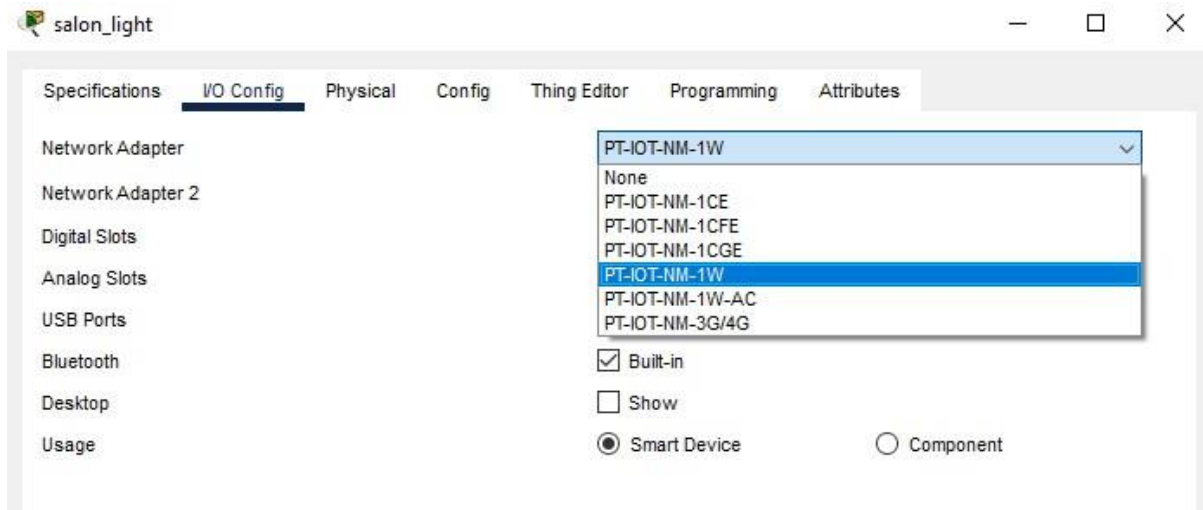 salon_light
Specifications I/O Config Physical Config Thing Editor Programming Attributes
Network Adapter PT-IOT-NM-1W
None
Network Adapter 2
PT-IOT-NM-1CE
PT-IOT-NM-1CFE
Digital Slots
PT-IOT-NM-1CGE
Analog Slots PT-IOT-NM-1W
PT-IOT-NM-1W-AC
USB Ports PT-IOT-NM-3G/4G
Bluetooth Built-in
Desktop Show
Usage Smart Device Component